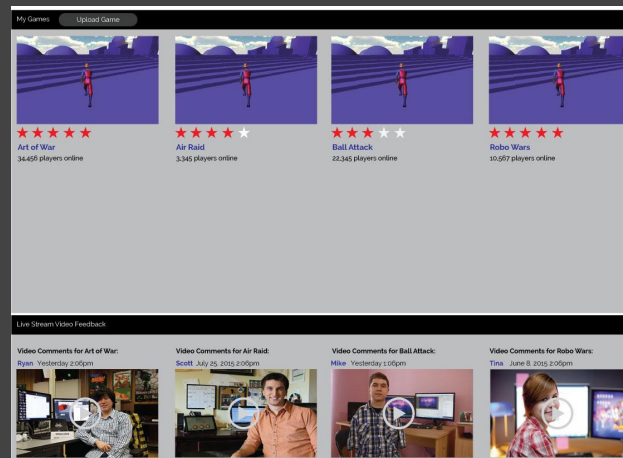 My Games Upload Game
Art of War Air Raid Ball Attack Robo Wars
34,456 players online 3,345 players online 22,345 players online 10,567 players online
Live Stream Video Feedback
Video Comments for Art of War: Video Comments for Air Raid: Video Comments for Ball Attack: Video Comments for Robo Wars:
Ryan Yesterday 2:06pm Scott July 25, 2015 2:06pm Mike Yesterday 1:06pm Tina June 8, 2015 2:06pm